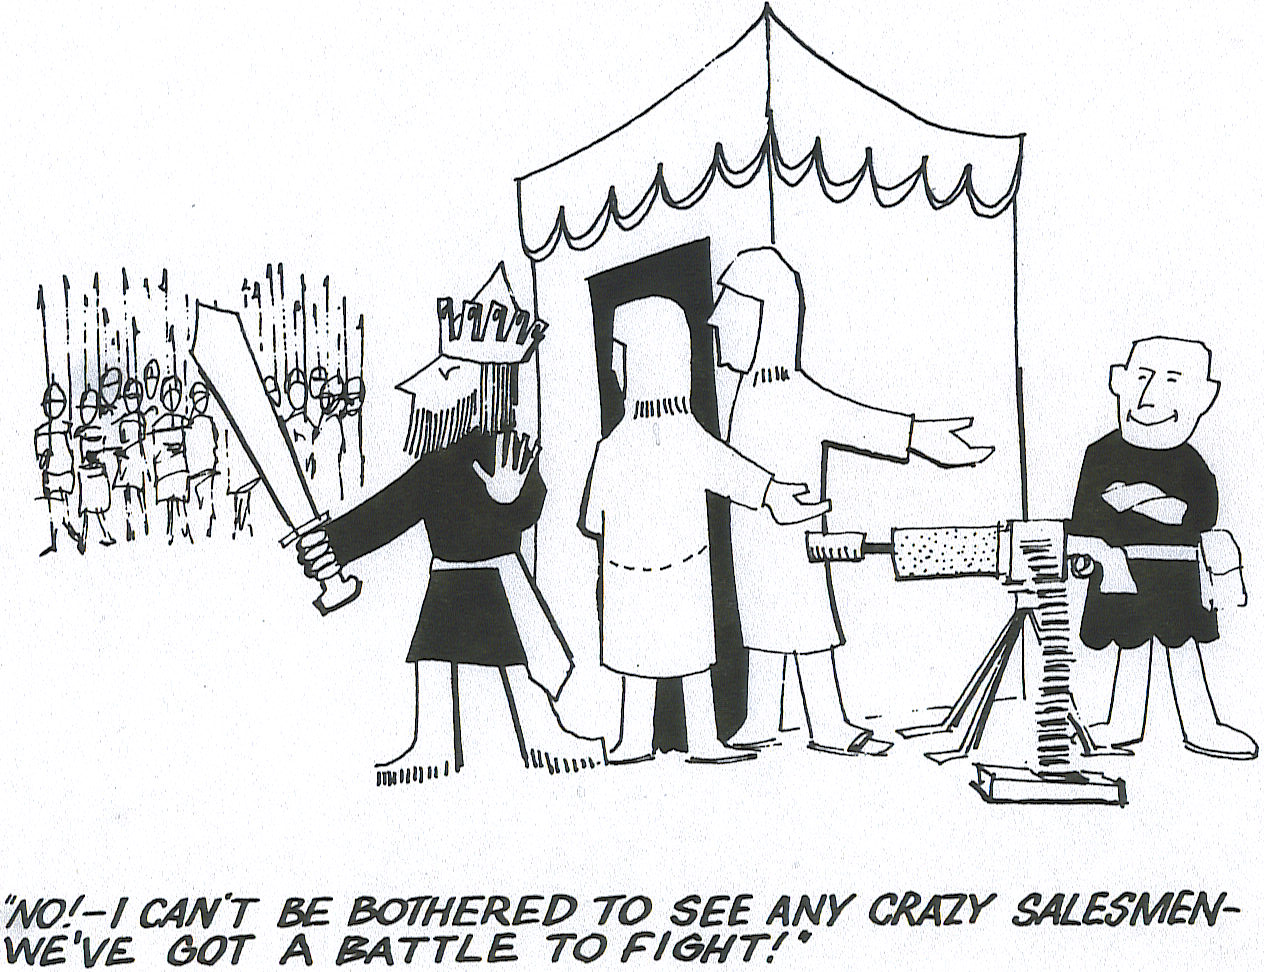 "NO!-I CAN'T BE BOTHERED TO SEE ANY CRAZY SALESMEN-
WE'VE GOT A BATTLE TO FIGHT!"